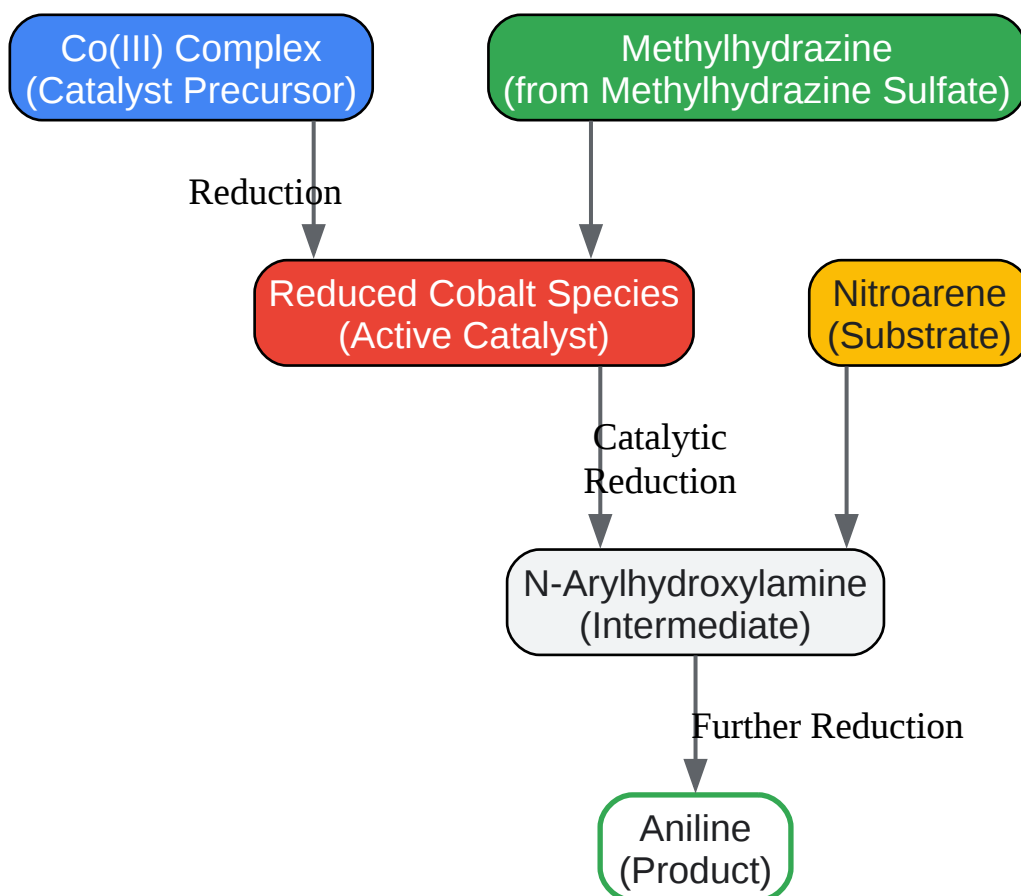 Co(III) Complex
(Catalyst Precursor)
Methylhydrazine
(from Methylhydrazine Sulfate)
Reduction
Reduced Cobalt Species
(Active Catalyst)
Nitroarene
(Substrate)
Catalytic
Reduction
N-Arylhydroxylamine
(Intermediate)
Further Reduction
Aniline
(Product)